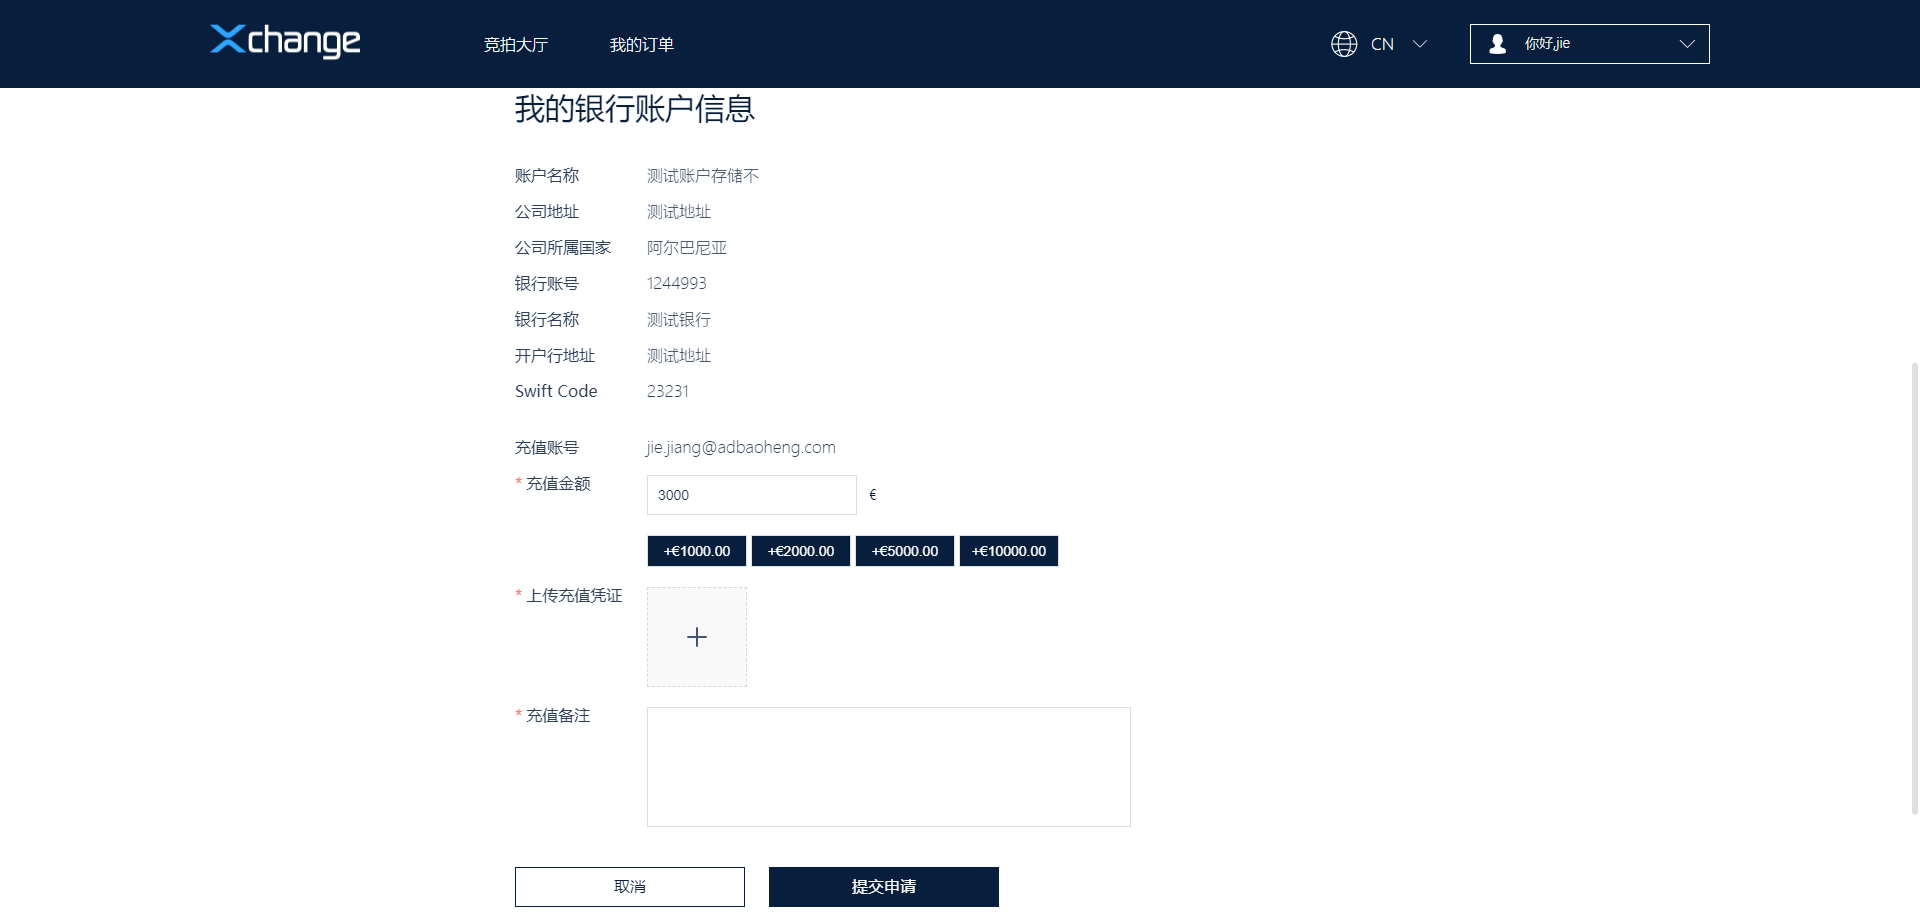 Xchange 竞拍大厅 我的订单 CN 你好,jie
我的银行账户信息
账户名称 测试账户存储不
公司地址 测试地址
公司所属国家 阿尔巴尼亚
银行账号 1244993
银行名称 测试银行
开户行地址 测试地址
Swift Code 23231
充值账号 jie.jiang@adbaoheng.com
* 充值金额 3000 €
+€1000.00 +€2000.00 +€5000.00 +€10000.00
* 上传充值凭证
* 充值备注
取消 提交申请